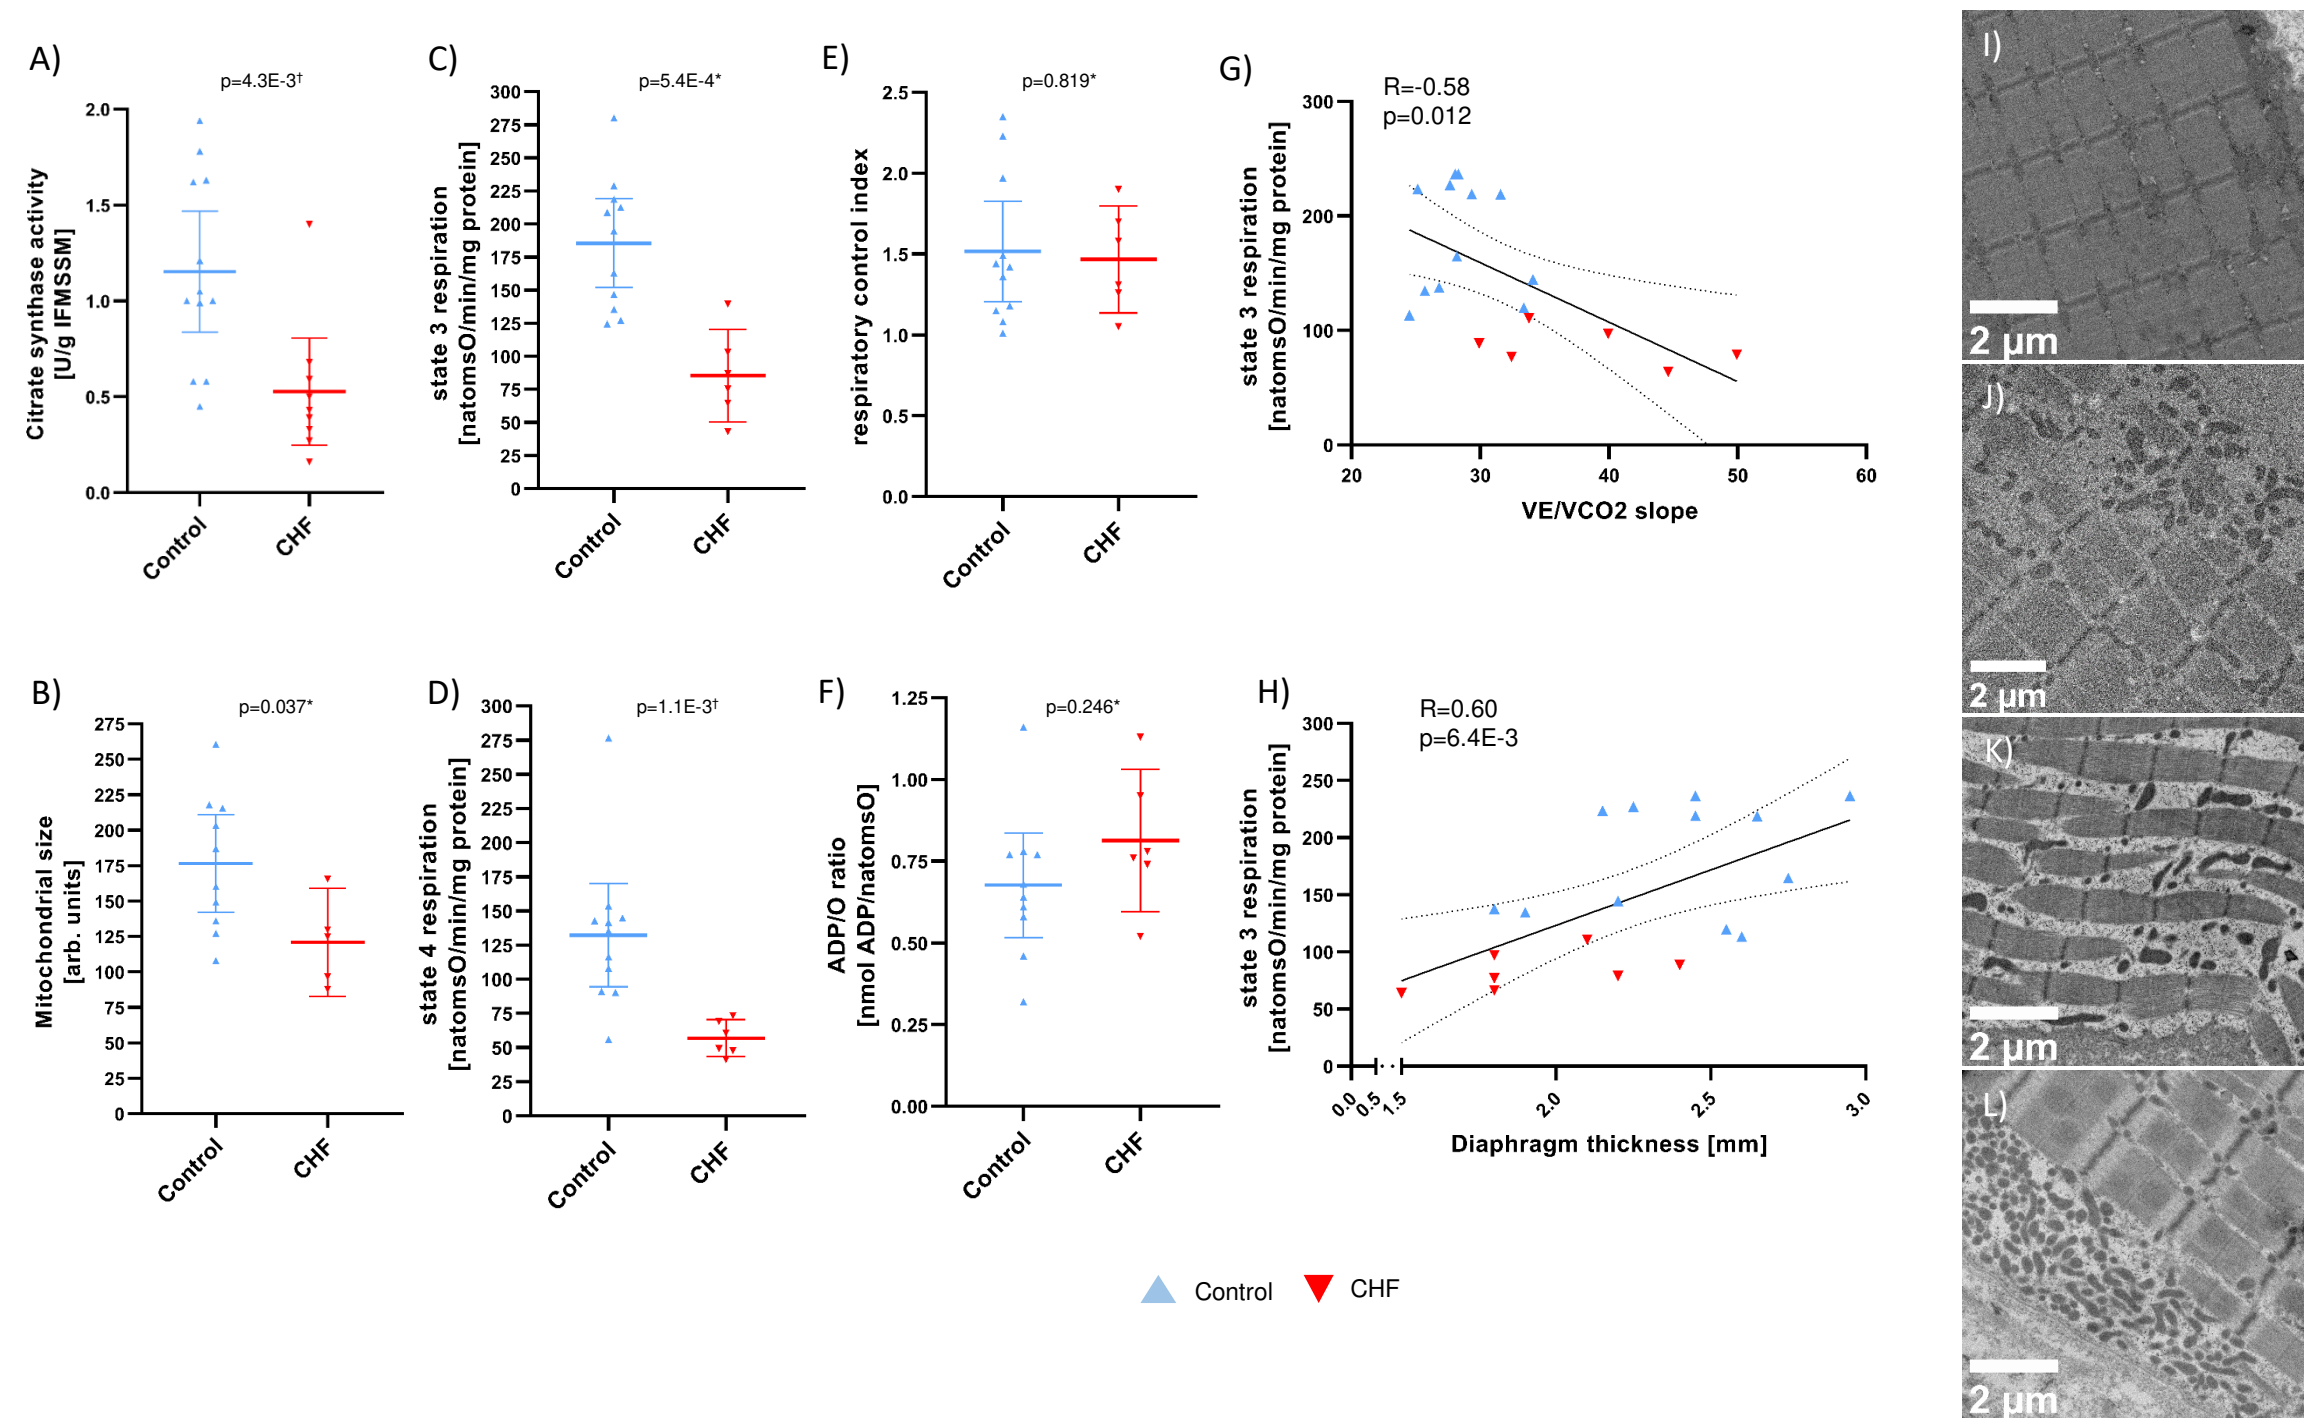 A)
p=4.3E-3†
Citrate synthase activity
[U/g IFMSSM]
2.0
1.5
1.0
0.5
0.0
Control
CHF
C)
p=5.4E-4*
state 3 respiration
[natomsO/min/mg protein]
300
275
250
225
200
175
150
125
100
75
50
25
0
Control
CHF
E)
p=0.819*
respiratory control index
2.5
2.0
1.5
1.0
0.5
0.0
Control
CHF
G)
R=-0.58
p=0.012
state 3 respiration
[natomsO/min/mg protein]
300
200
100
0
20
30
40
50
60
VE/VCO2 slope
B)
p=0.037*
Mitochondrial size
[arb. units]
275
250
225
200
175
150
125
100
75
50
25
0
Control
CHF
D)
p=1.1E-3†
state 4 respiration
[natomsO/min/mg protein]
300
275
250
225
200
175
150
125
100
75
50
25
0
Control
CHF
F)
p=0.246*
ADP/O ratio
[nmol ADP/natomsO]
1.25
1.00
0.75
0.50
0.25
0.00
Control
CHF
H)
R=0.60
p=6.4E-3
state 3 respiration
[natomsO/min/mg protein]
300
250
200
150
100
50
0
0.0
0.5
1.5
2.0
2.5
3.0
Diaphragm thickness [mm]
Control
CHF
I)
2 µm
J)
2 µm
K)
2 µm
L)
2 µm